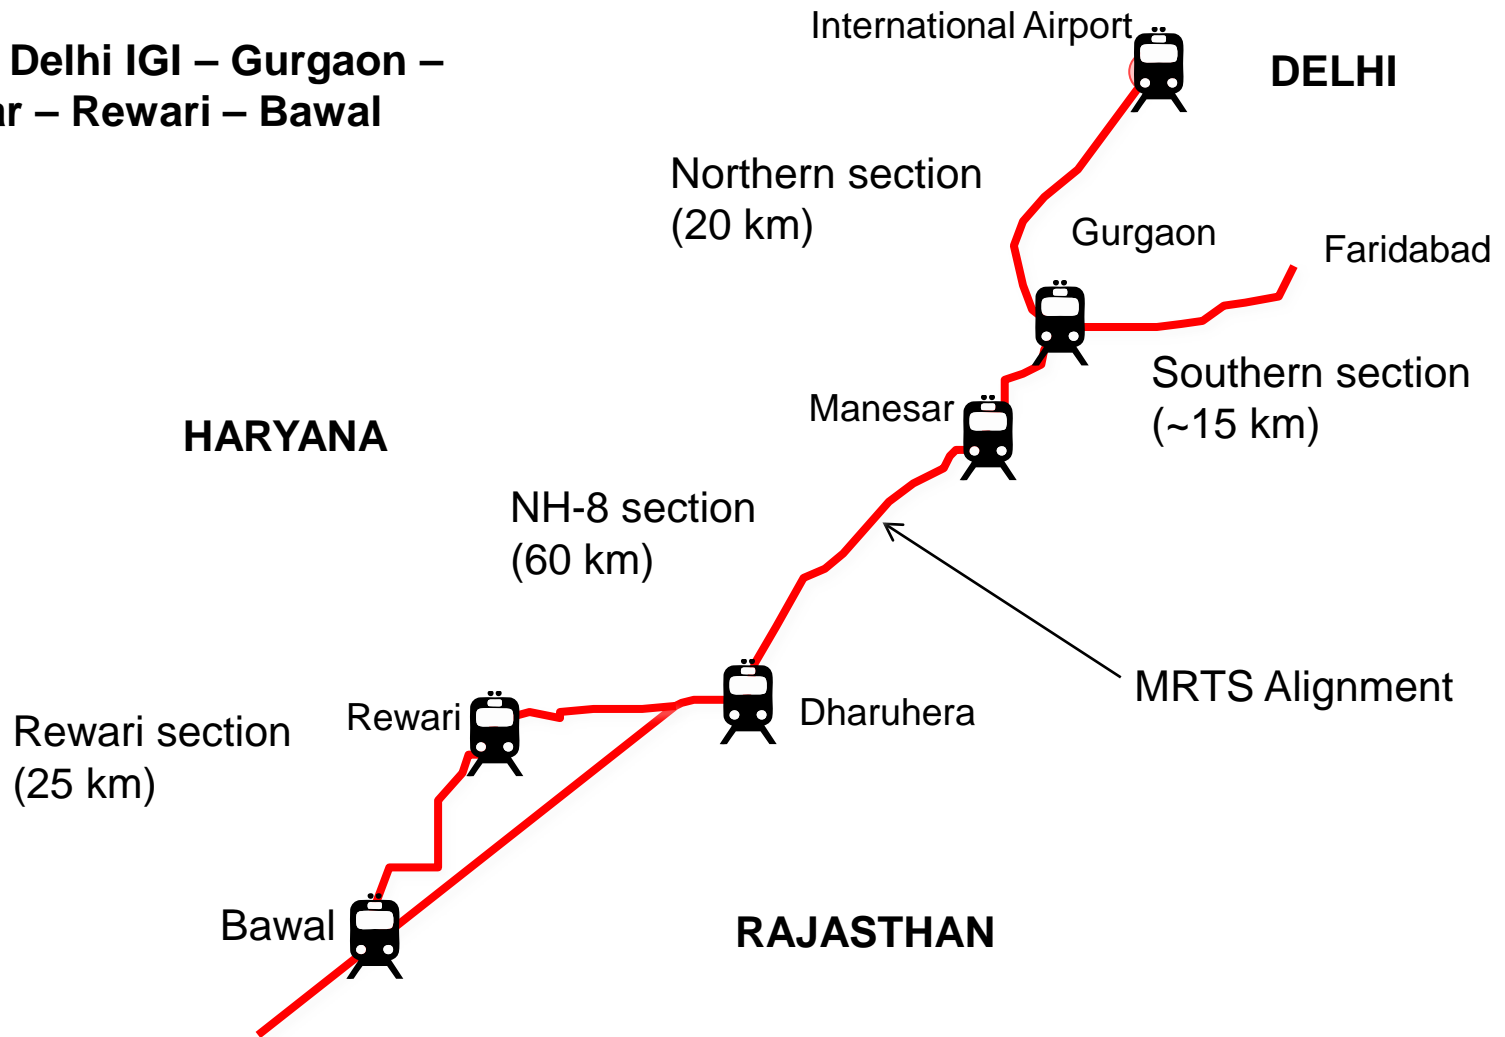 Delhi IGI – Gurgaon –
– Rewari – Bawal
International Airport
DELHI
Northern section
(20 km)
Gurgaon
Faridabad
Southern section
(~15 km)
Manesar
HARYANA
NH-8 section
(60 km)
MRTS Alignment
Dharuhera
Rewari
Rewari section
(25 km)
Bawal
RAJASTHAN